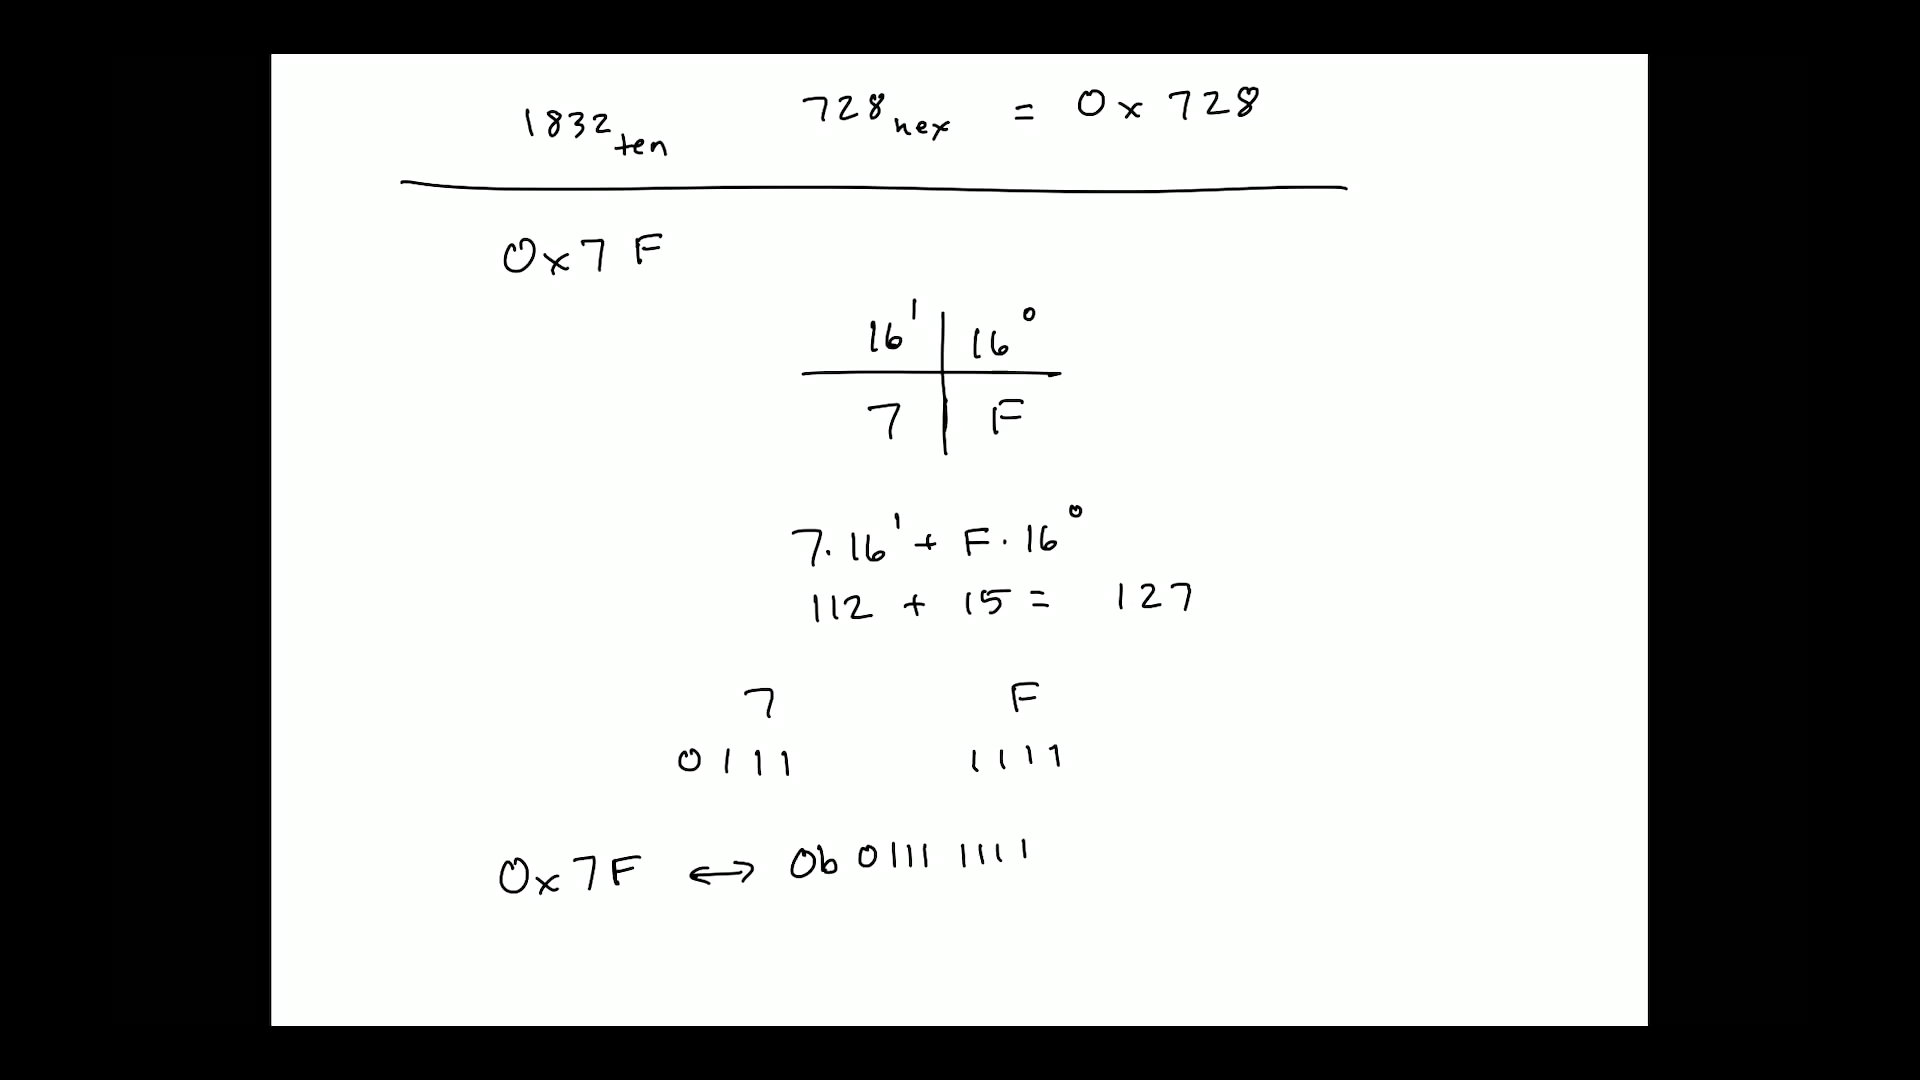 1832ten 728hex = 0x728
0x7F
16¹ 16⁰
7 F
7·16¹ + F·16⁰
112 + 15 = 127
7 F
0111 1111
0x7F ↔ 0b 0111 1111